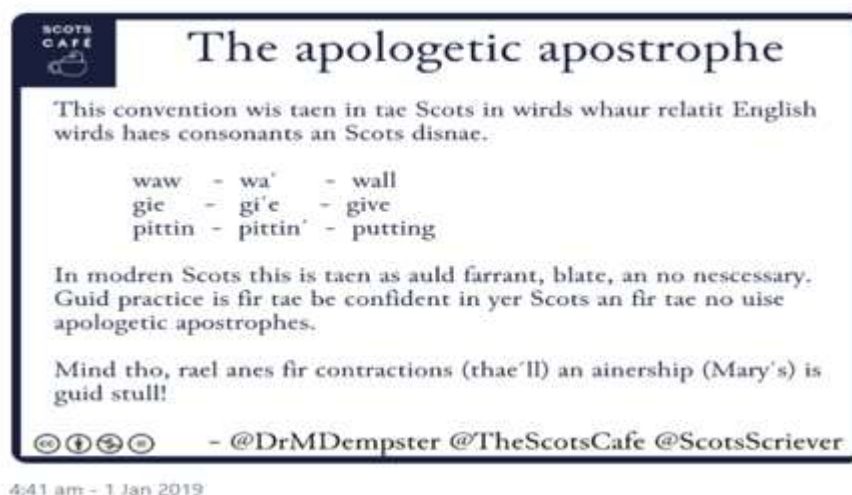 SCOTS
CAFÉ
The apologetic apostrophe
This convention wis taen in tae Scots in wirds whaur relatit English
wirds haes consonants an Scots disnae.
waw - wa' - wall
gie - gi'e - give
pittin - pittin' - putting
In modren Scots this is taen as auld farrant, blate, an no nescessary.
Guid practice is fir tae be confident in yer Scots an fir tae no uise
apologetic apostrophes.
Mind tho, rael anes fir contractions (thae'll) an ainership (Mary's) is
guid stull!
- @DrMDempster @TheScotsCafe @ScotsScriever
4:41 am - 1 Jan 2019